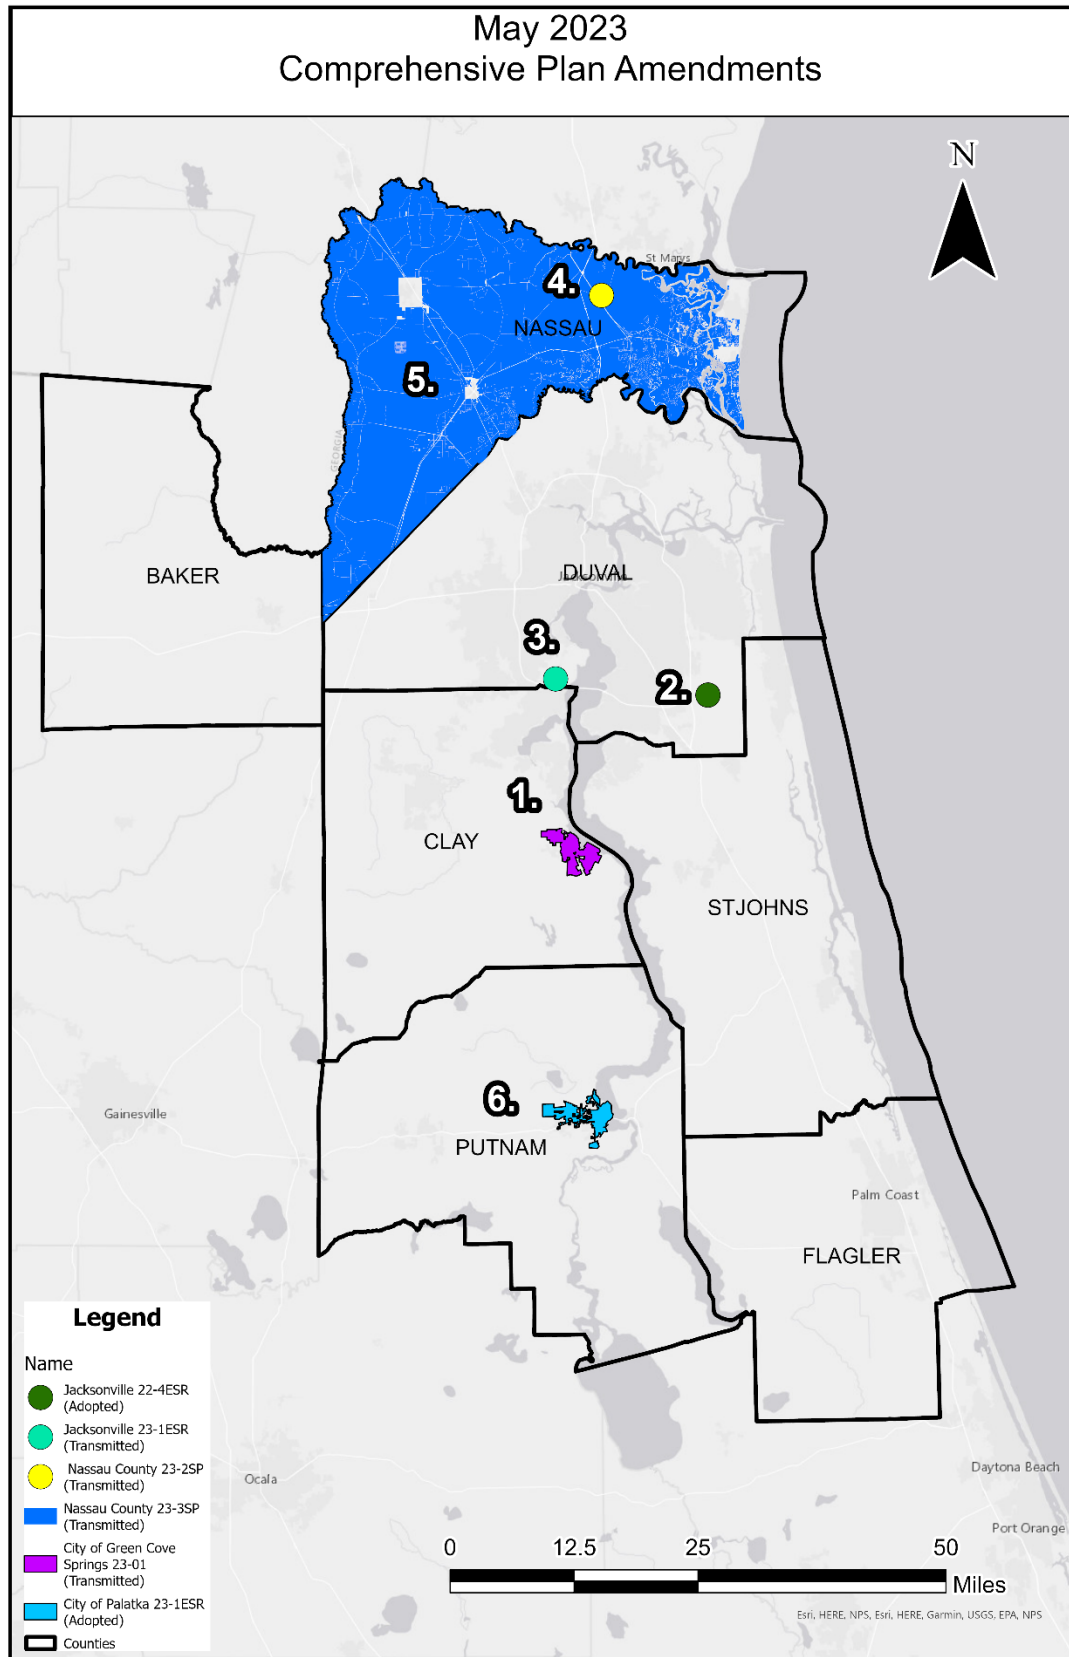 May 2023
Comprehensive Plan Amendments
N
St Marys
4.
NASSAU
5.
GEORGIA
BAKER
DUVAL
Jacksonville
3.
2.
1.
CLAY
STJOHNS
6.
Gainesville
PUTNAM
Palm Coast
FLAGLER
Legend
Name
Jacksonville 22-4ESR
(Adopted)
Jacksonville 23-1ESR
(Transmitted)
Nassau County 23-2SP
(Transmitted)
Nassau County 23-3SP
(Transmitted)
City of Green Cove
Springs 23-01
(Transmitted)
City of Palatka 23-1ESR
(Adopted)
Counties
Ocala
Daytona Beach
Port Orange
0 12.5 25 50
Miles
Esri, HERE, NPS, Esri, HERE, Garmin, USGS, EPA, NPS